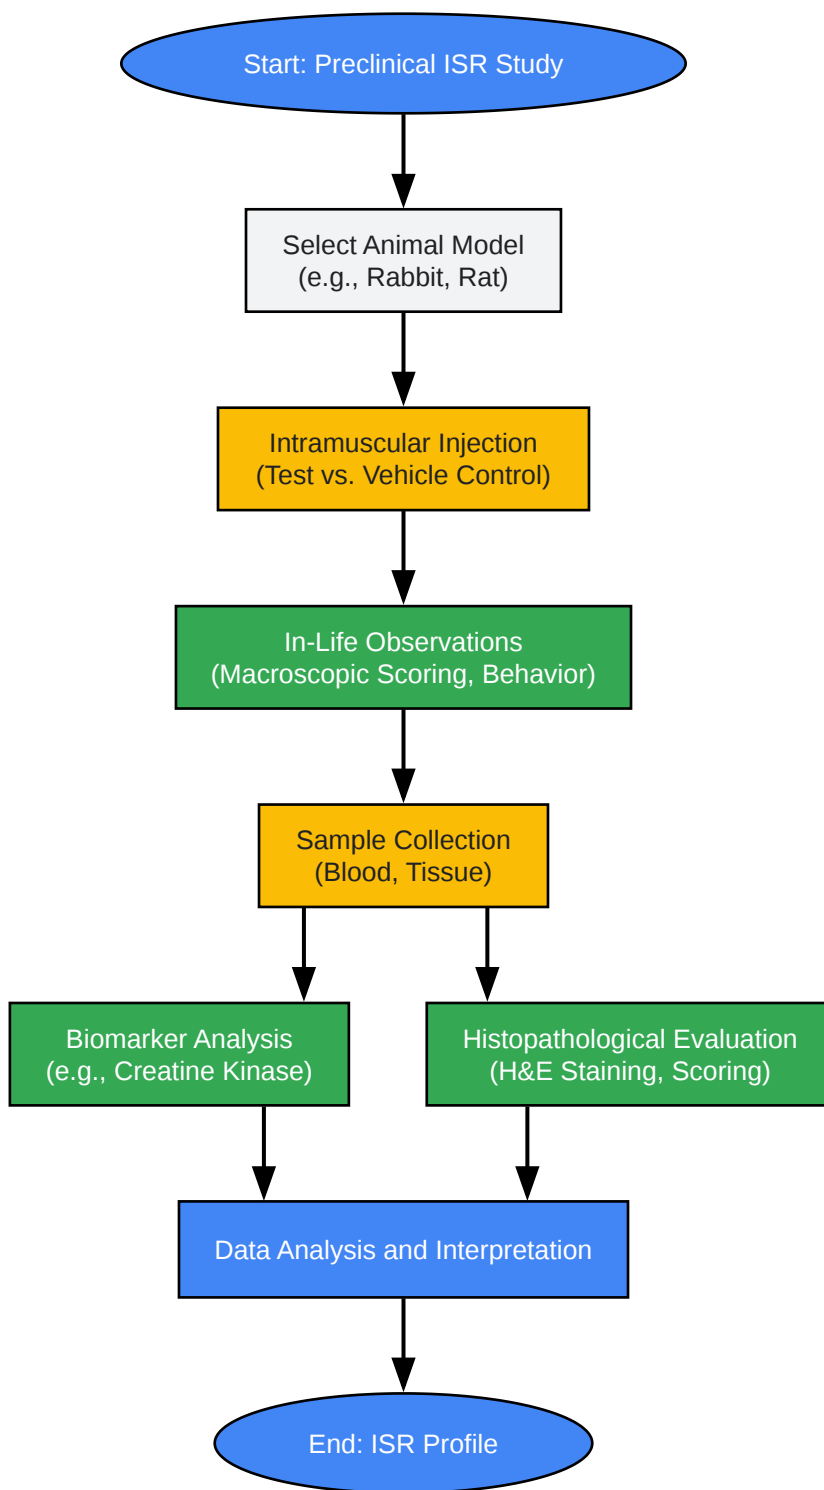 Start: Preclinical ISR Study
Select Animal Model
(e.g., Rabbit, Rat)
Intramuscular Injection
(Test vs. Vehicle Control)
In-Life Observations
(Macroscopic Scoring, Behavior)
Sample Collection
(Blood, Tissue)
Biomarker Analysis
(e.g., Creatine Kinase)
Histopathological Evaluation
(H&E Staining, Scoring)
Data Analysis and Interpretation
End: ISR Profile